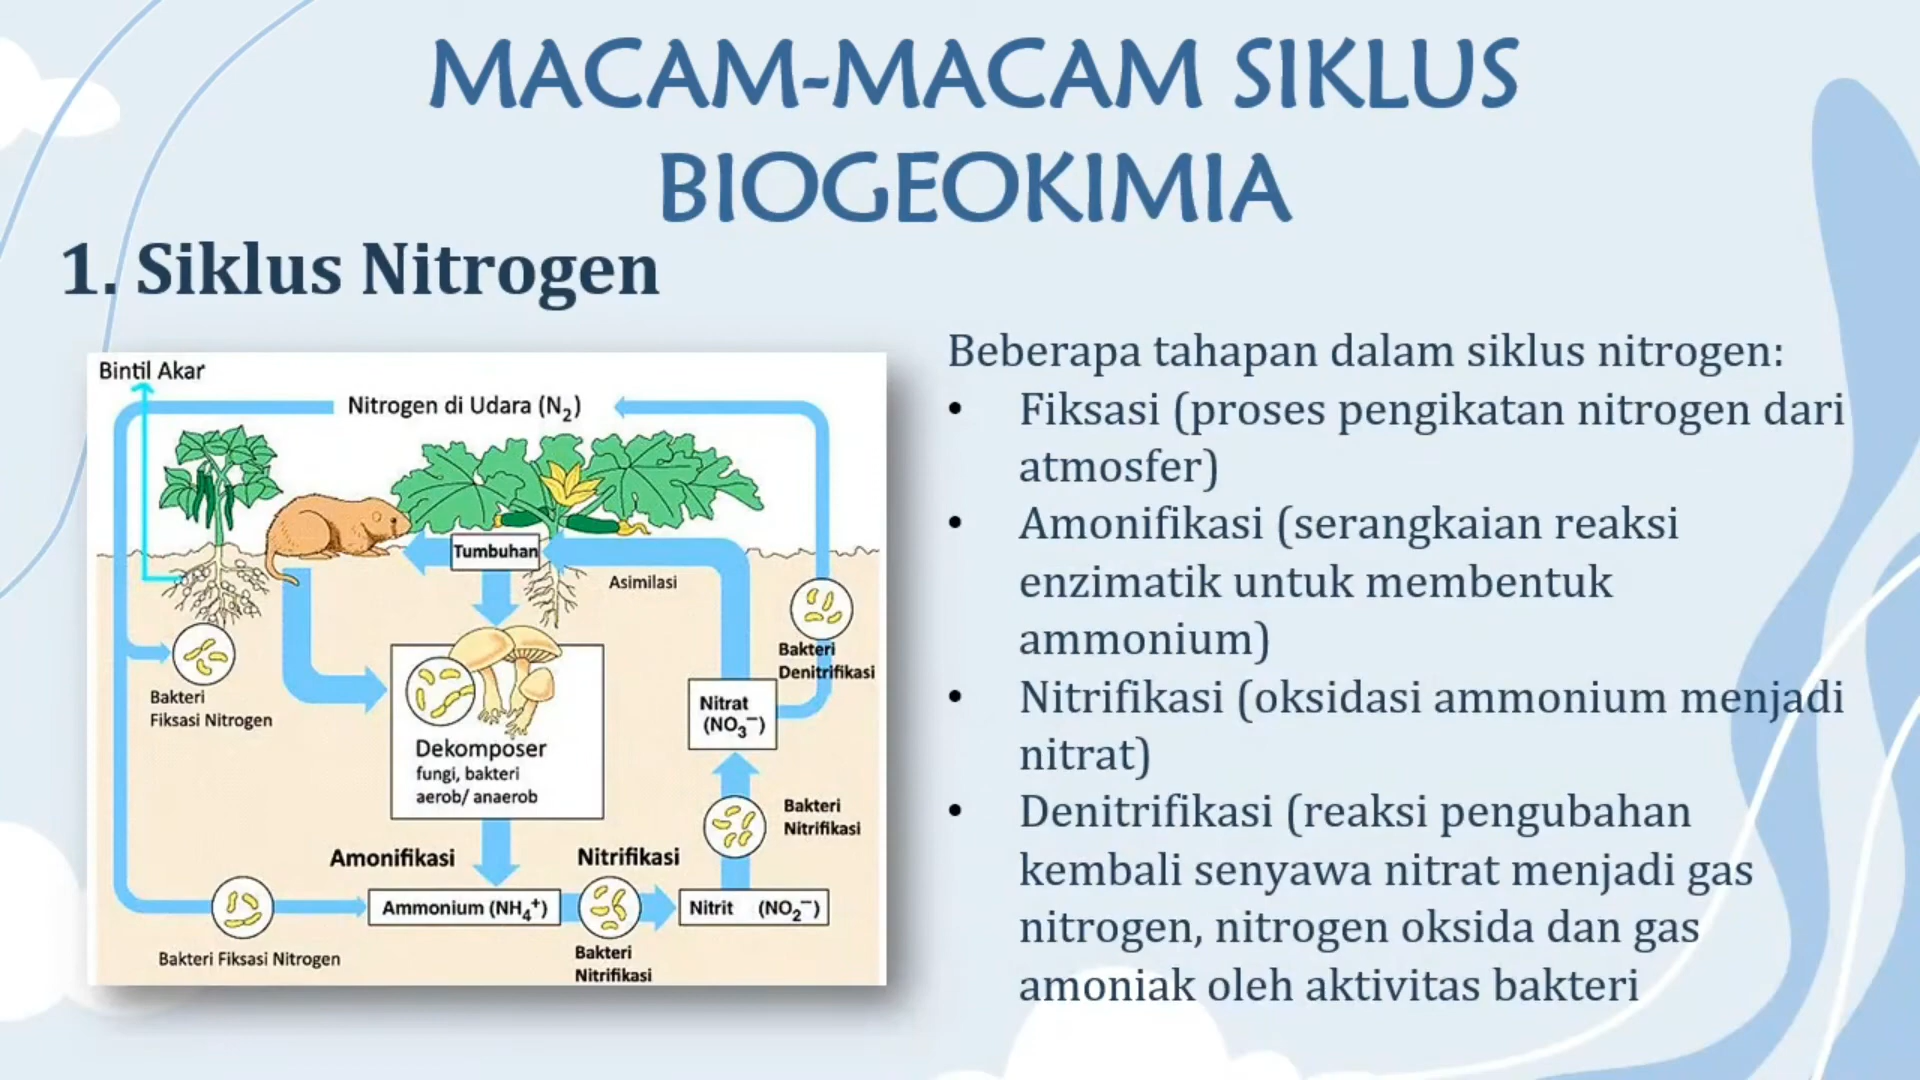 MACAM-MACAM SIKLUS
BIOGEOKIMIA
1. Siklus Nitrogen
Bintil Akar
Nitrogen di Udara (N₂)
Tumbuhan
Asimilasi
Bakteri
Denitrifikasi
Bakteri
Fiksasi Nitrogen
Nitrat
(NO₃⁻)
Dekomposer
fungi, bakteri
aerob/ anaerob
Bakteri
Nitrifikasi
Amonifikasi
Nitrifikasi
Ammonium (NH₄⁺)
Nitrit (NO₂⁻)
Bakteri Fiksasi Nitrogen
Bakteri
Nitrifikasi
Beberapa tahapan dalam siklus nitrogen:
• Fiksasi (proses pengikatan nitrogen dari
atmosfer)
• Amonifikasi (serangkaian reaksi
enzimatik untuk membentuk
ammonium)
• Nitrifikasi (oksidasi ammonium menjadi
nitrat)
• Denitrifikasi (reaksi pengubahan
kembali senyawa nitrat menjadi gas
nitrogen, nitrogen oksida dan gas
amoniak oleh aktivitas bakteri